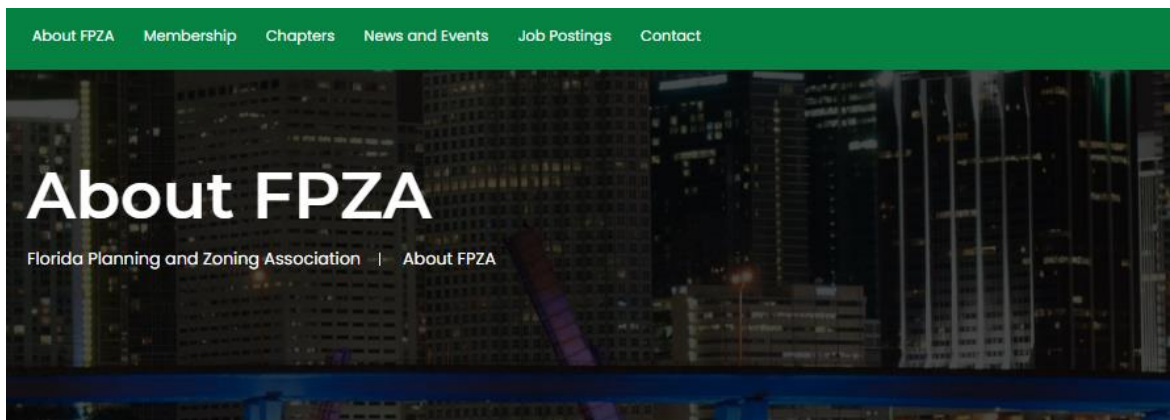 About FPZA Membership Chapters News and Events Job Postings Contact
About FPZA
Florida Planning and Zoning Association | About FPZA